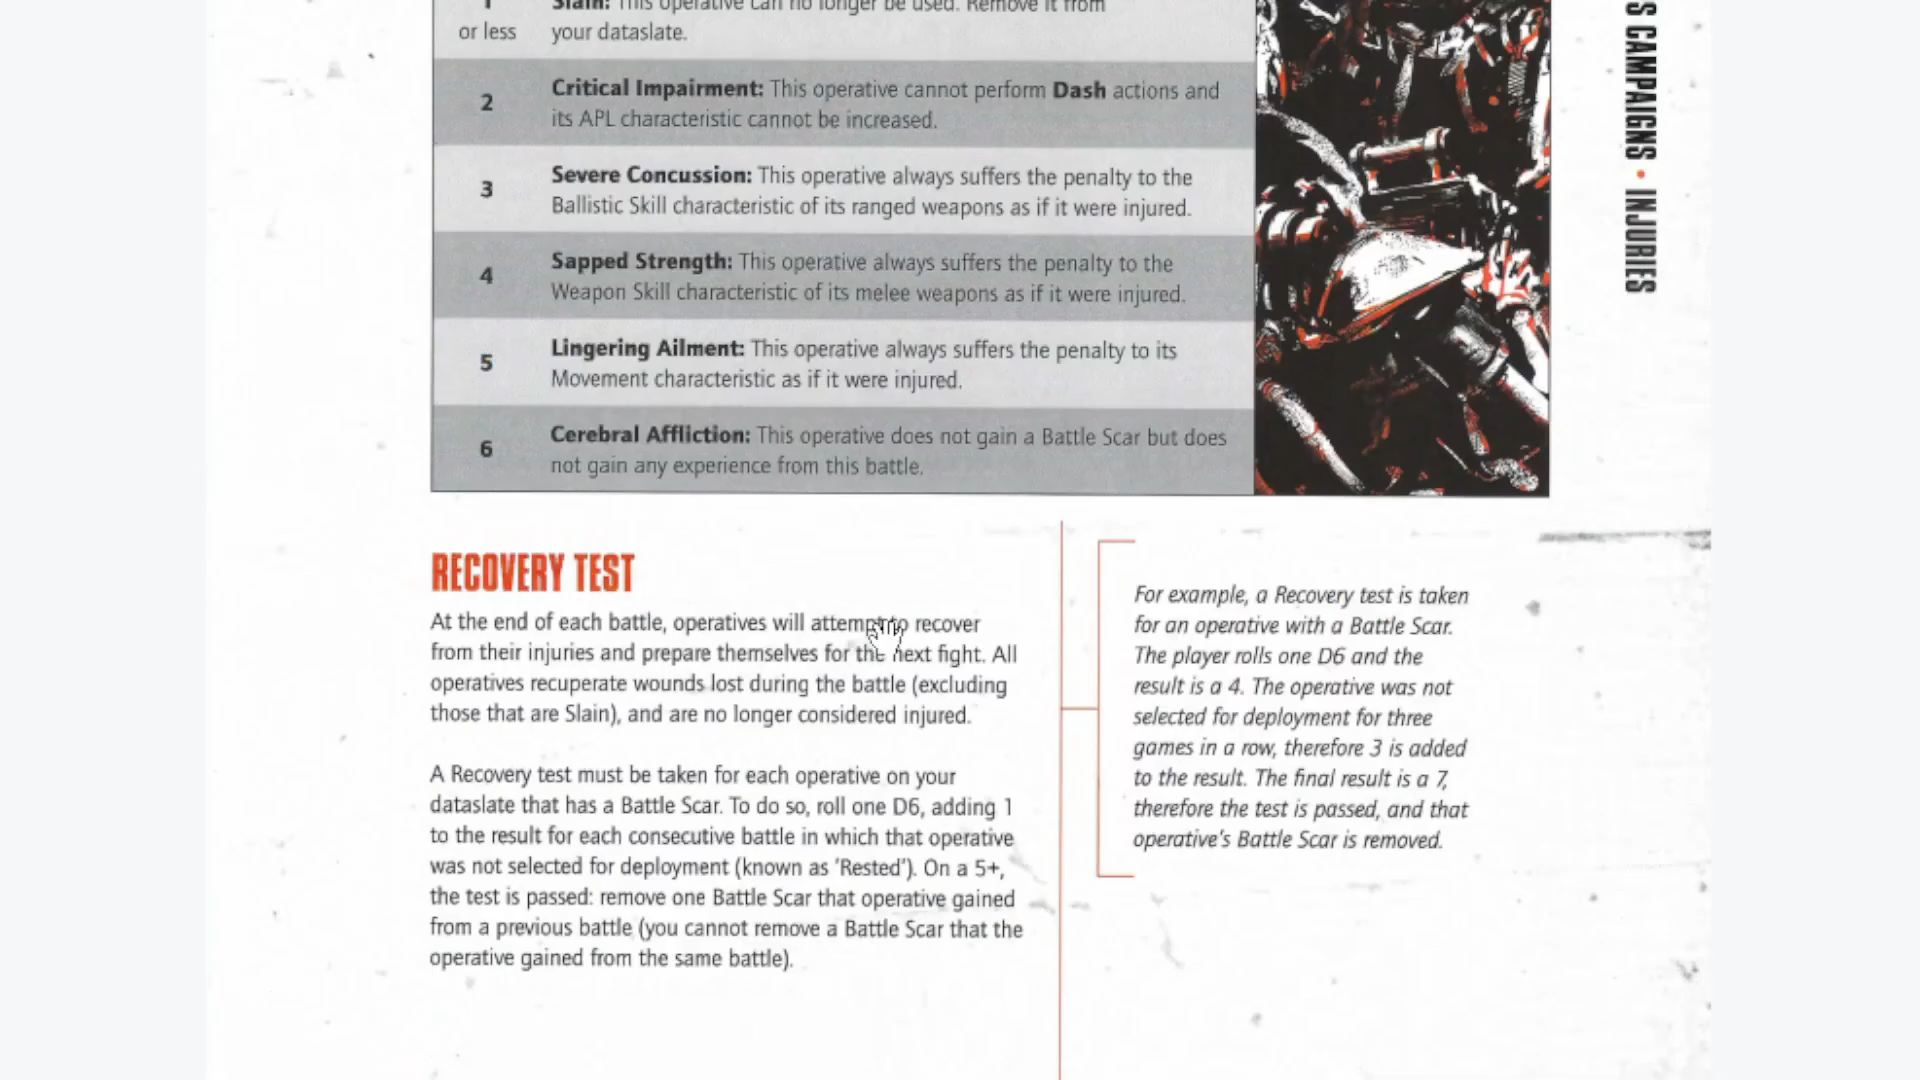 1 Slain: This operative can no longer be used. Remove it from
or less your dataslate.
2 Critical Impairment: This operative cannot perform Dash actions and
its APL characteristic cannot be increased.
3 Severe Concussion: This operative always suffers the penalty to the
Ballistic Skill characteristic of its ranged weapons as if it were injured.
4 Sapped Strength: This operative always suffers the penalty to the
Weapon Skill characteristic of its melee weapons as if it were injured.
5 Lingering Ailment: This operative always suffers the penalty to its
Movement characteristic as if it were injured.
6 Cerebral Affliction: This operative does not gain a Battle Scar but does
not gain any experience from this battle.
RECOVERY TEST
At the end of each battle, operatives will attempt to recover
from their injuries and prepare themselves for the next fight. All
operatives recuperate wounds lost during the battle (excluding
those that are Slain), and are no longer considered injured.
A Recovery test must be taken for each operative on your
dataslate that has a Battle Scar. To do so, roll one D6, adding 1
to the result for each consecutive battle in which that operative
was not selected for deployment (known as ‘Rested’). On a 5+,
the test is passed: remove one Battle Scar that operative gained
from a previous battle (you cannot remove a Battle Scar that the
operative gained from the same battle).
For example, a Recovery test is taken
for an operative with a Battle Scar.
The player rolls one D6 and the
result is a 4. The operative was not
selected for deployment for three
games in a row, therefore 3 is added
to the result. The final result is a 7,
therefore the test is passed, and that
operative's Battle Scar is removed.
S CAMPAIGNS • INJURIES